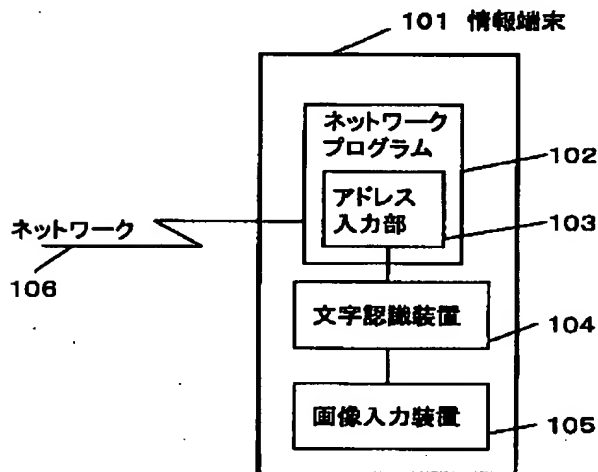 101 情報端末
ネットワーク
プログラム
102
アドレス
入力部
103
ネットワーク
106
文字認識装置
104
画像入力装置
105